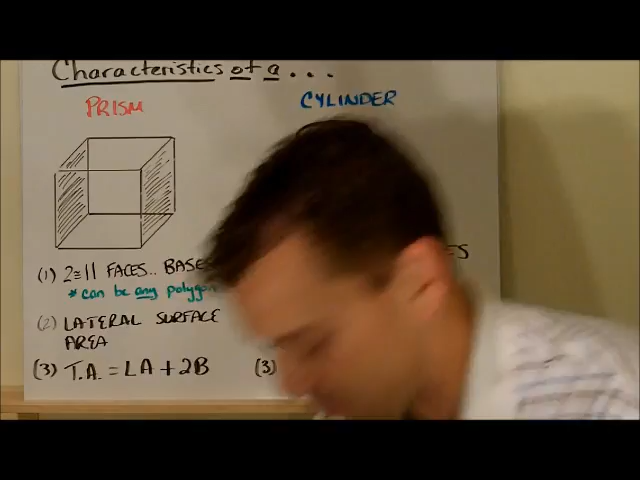 Characteristics of a...
PRISM
CYLINDER
(1) 2≅ || FACES.. BASES
* can be any polygon
(2) LATERAL SURFACE
AREA
(3) T.A. = LA + 2B
(3)